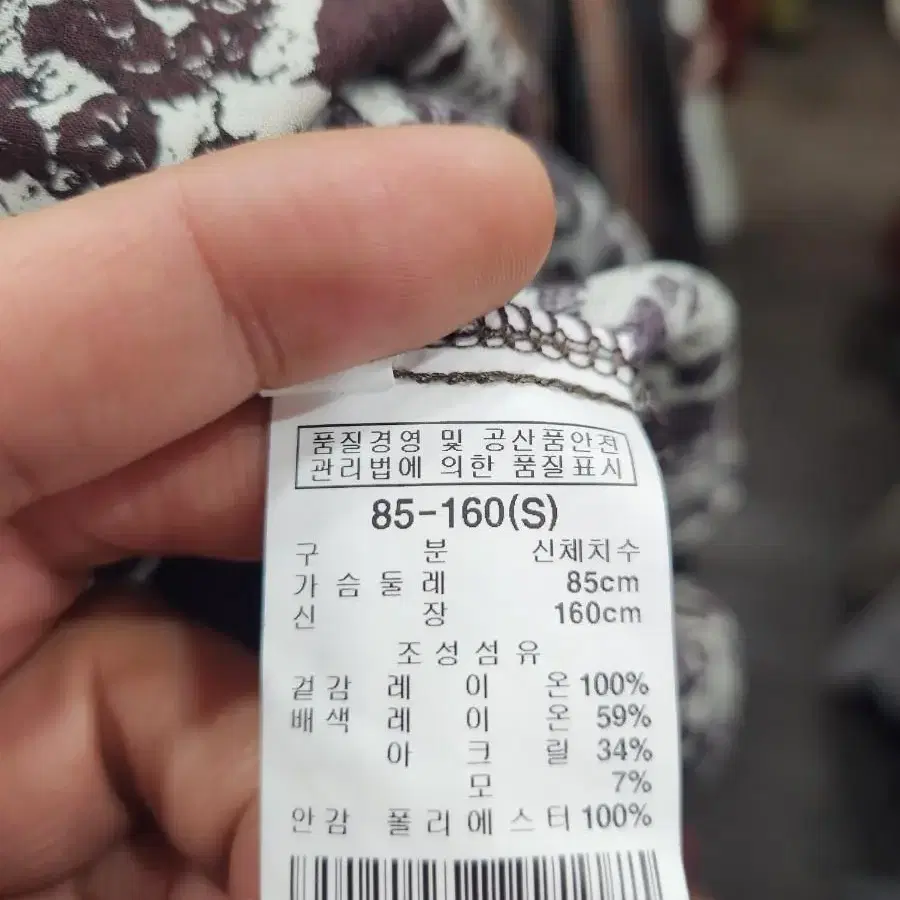 품질경영 및 공산품안전
관리법에 의한 품질표시
85-160(S)
구 분 신체치수
가슴둘레 85cm
신 장 160cm
조성섬유
겉감 레 이 온 100%
배색 레 이 온 59%
아 크 릴 34%
모 7%
안감 폴리에스터 100%